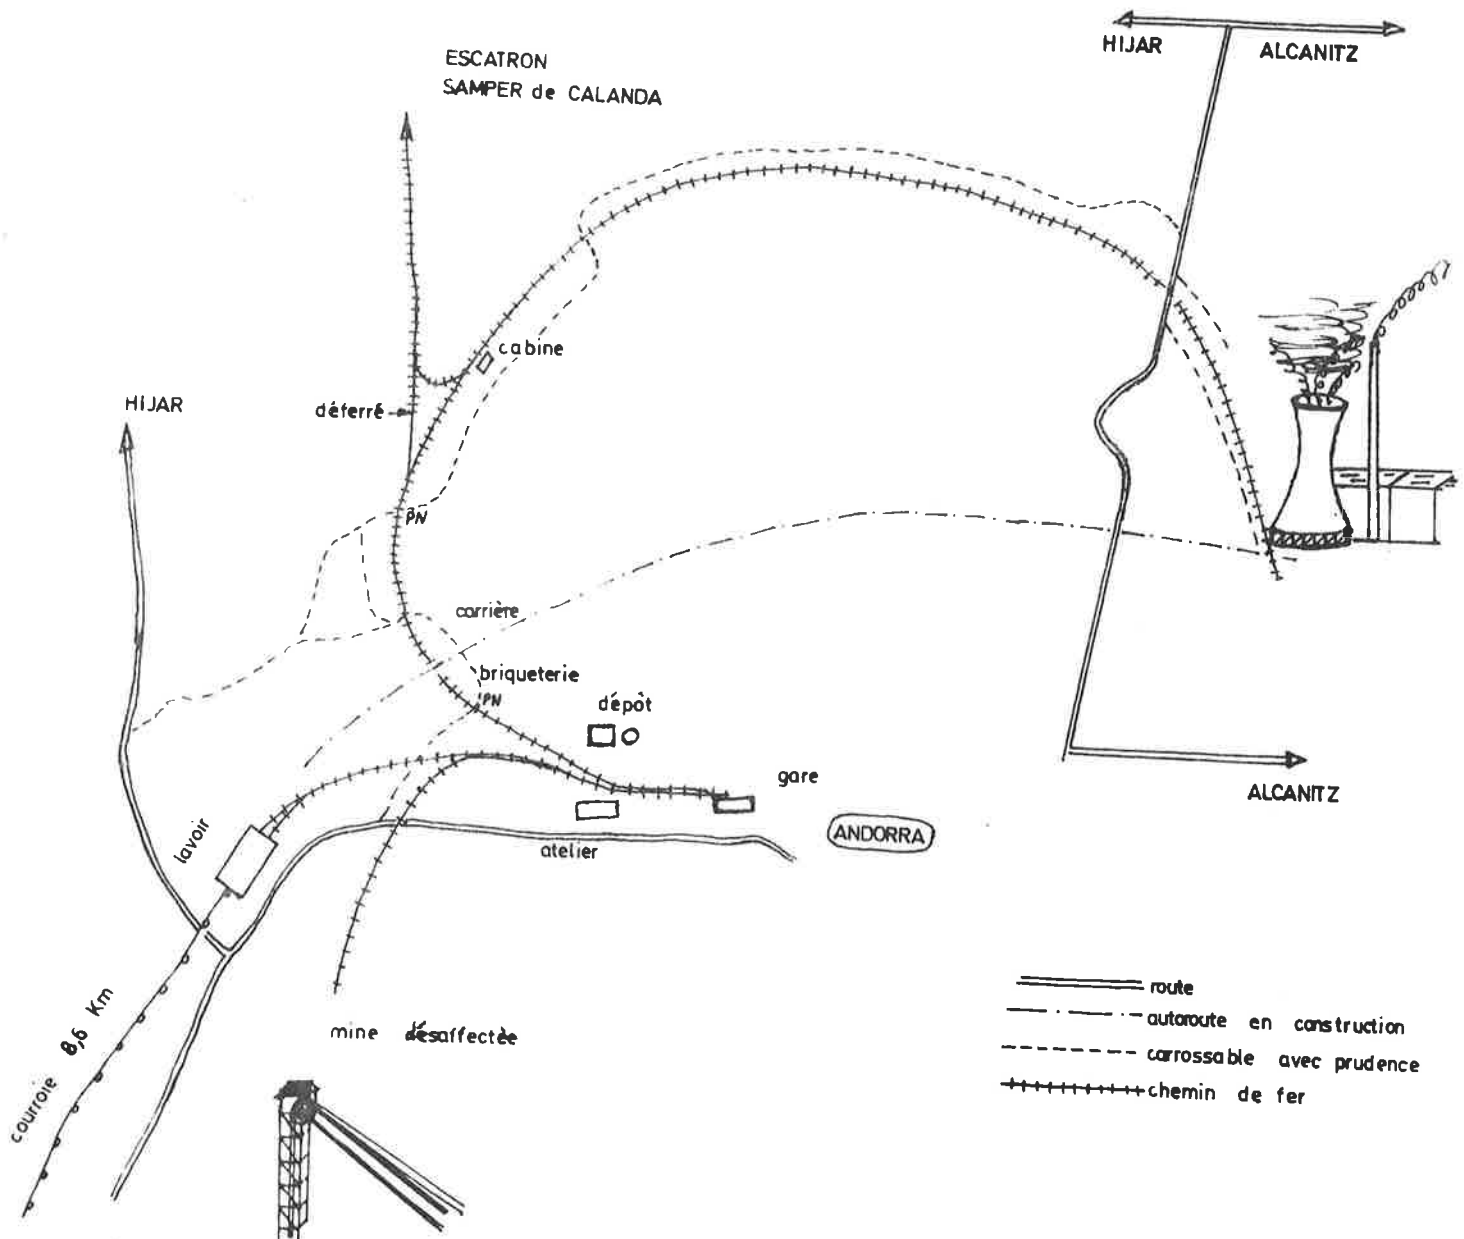 HIJAR
ALCANITZ
ESCATRON
SAMPER de CALANDA
cabine
déferré
HIJAR
PN
carrière
briqueterie
PN
dépôt
gare
ANDORRA
lavoir
atelier
courroie 8,6 Km
mine désaffectée
ALCANITZ
route
autoroute en construction
carrossable avec prudence
chemin de fer